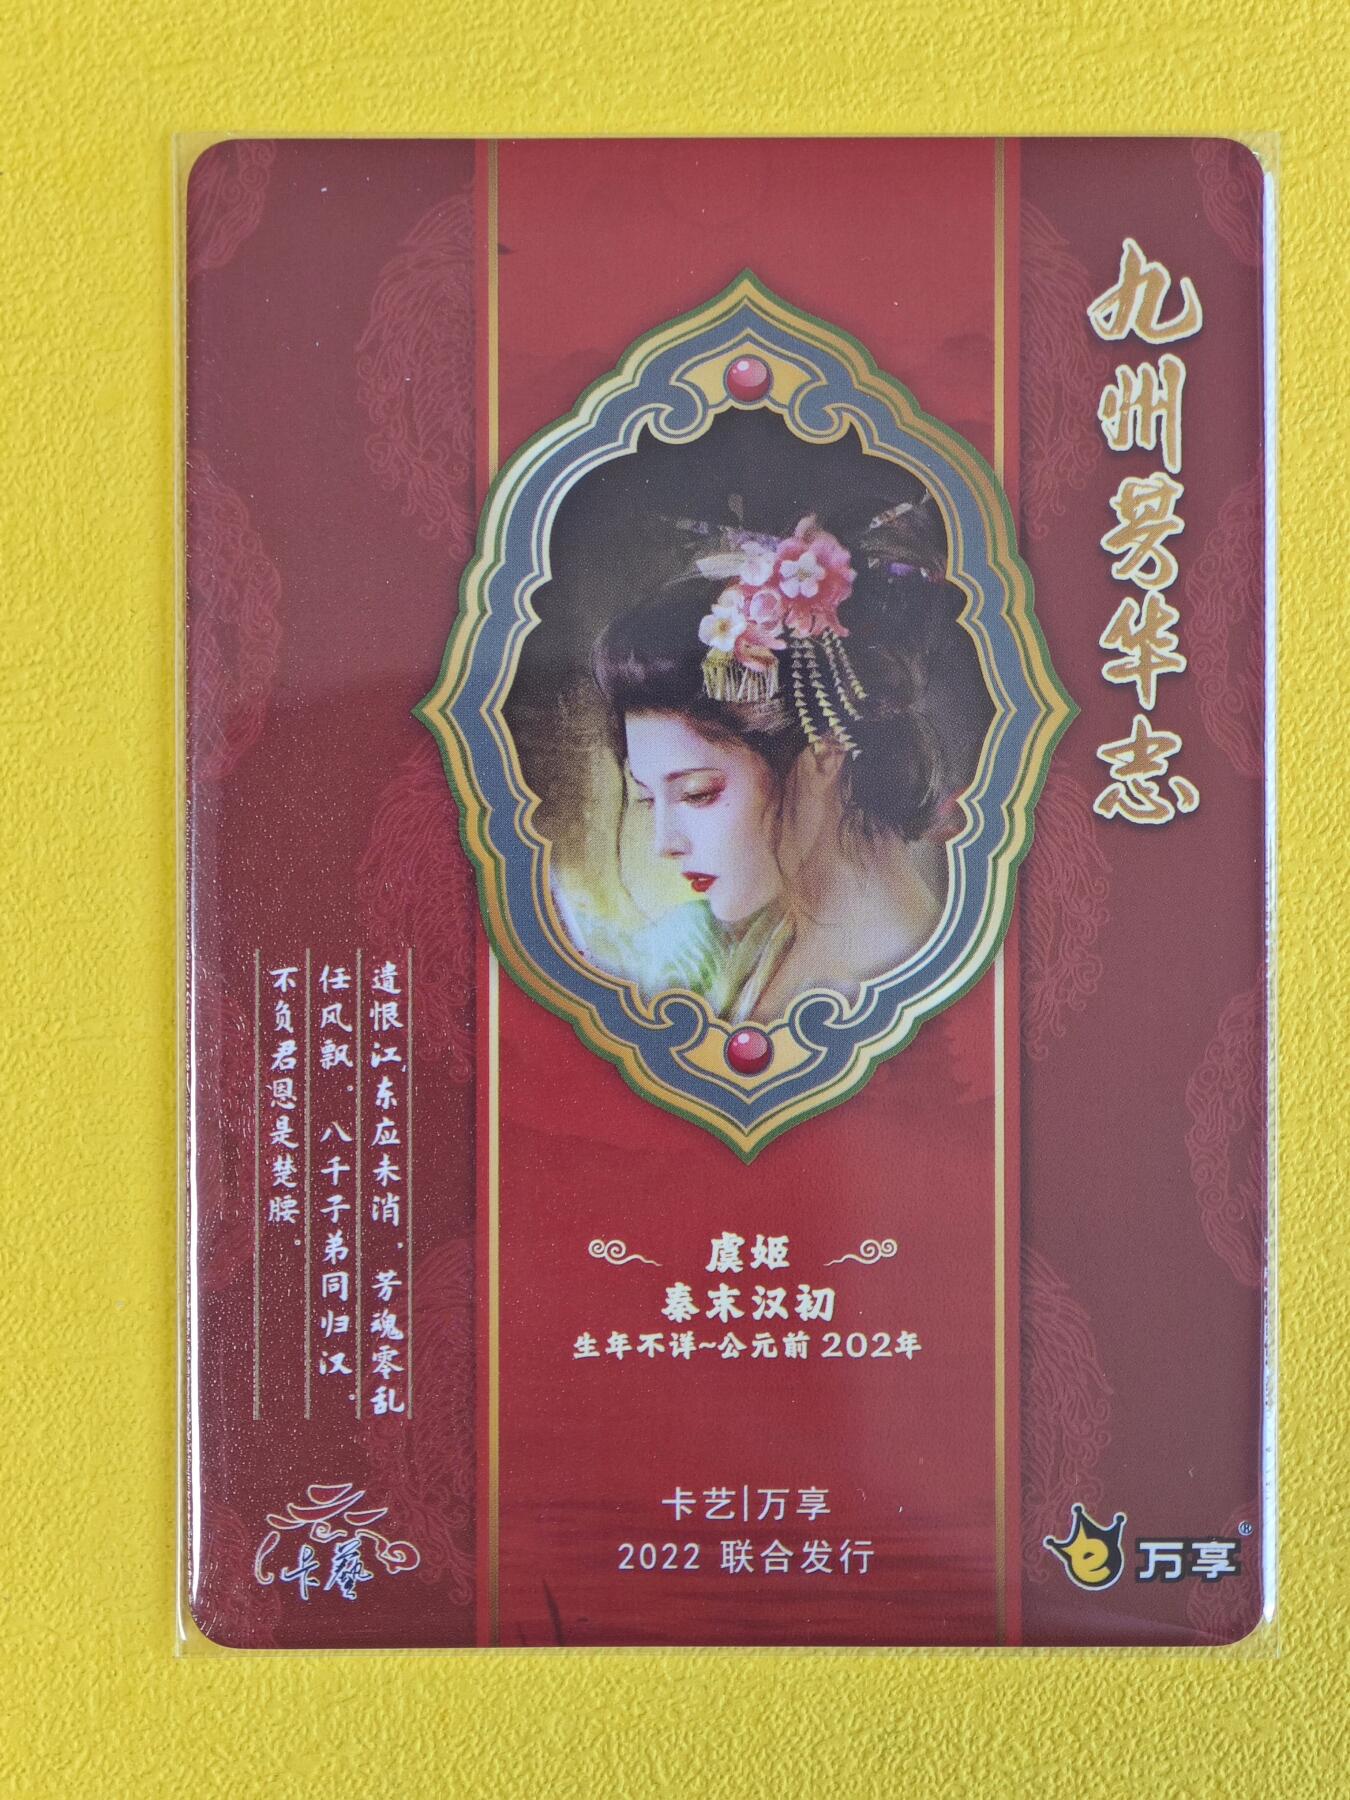 九州芳华志
遗恨江东应未消，芳魂零乱
任风飘。八千子弟同归汉，
不负君恩是楚腰。
虞姬
秦末汉初
生年不详~公元前 202年
卡艺|万享
2022 联合发行
卡藝
e 万享®